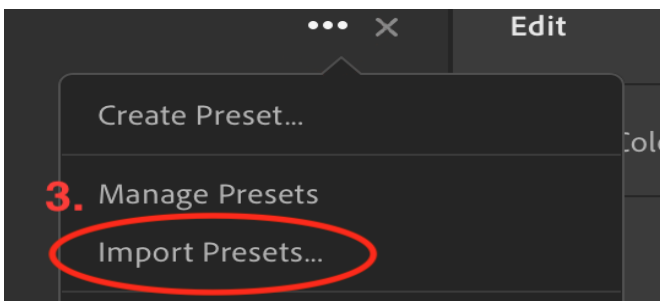 ••• × Edit
Create Preset...
Col
3. Manage Presets
Import Presets...